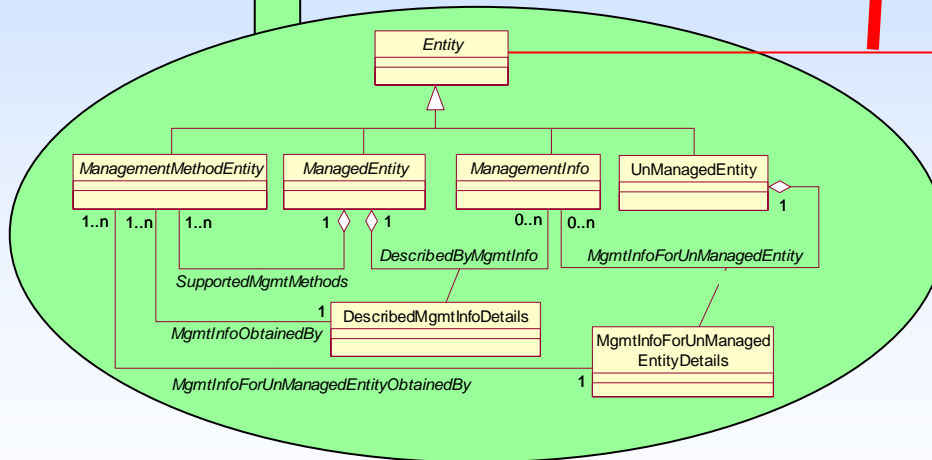 Entity
ManagementMethodEntity
ManagedEntity
ManagementInfo
UnManagedEntity
1..n
1..n
1..n
1
1
0..n
0..n
1
SupportedMgmtMethods
DescribedByMgmtInfo
MgmtInfoForUnManagedEntity
MgmtInfoObtainedBy
1
DescribedMgmtInfoDetails
MgmtInfoForUnManaged
EntityDetails
MgmtInfoForUnManagedEntityObtainedBy
1